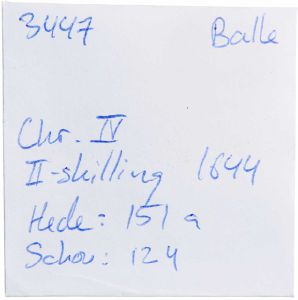 3447 Balle
Chr. IV
II-skilling 1644
Hede: 151 a
Schou: 124